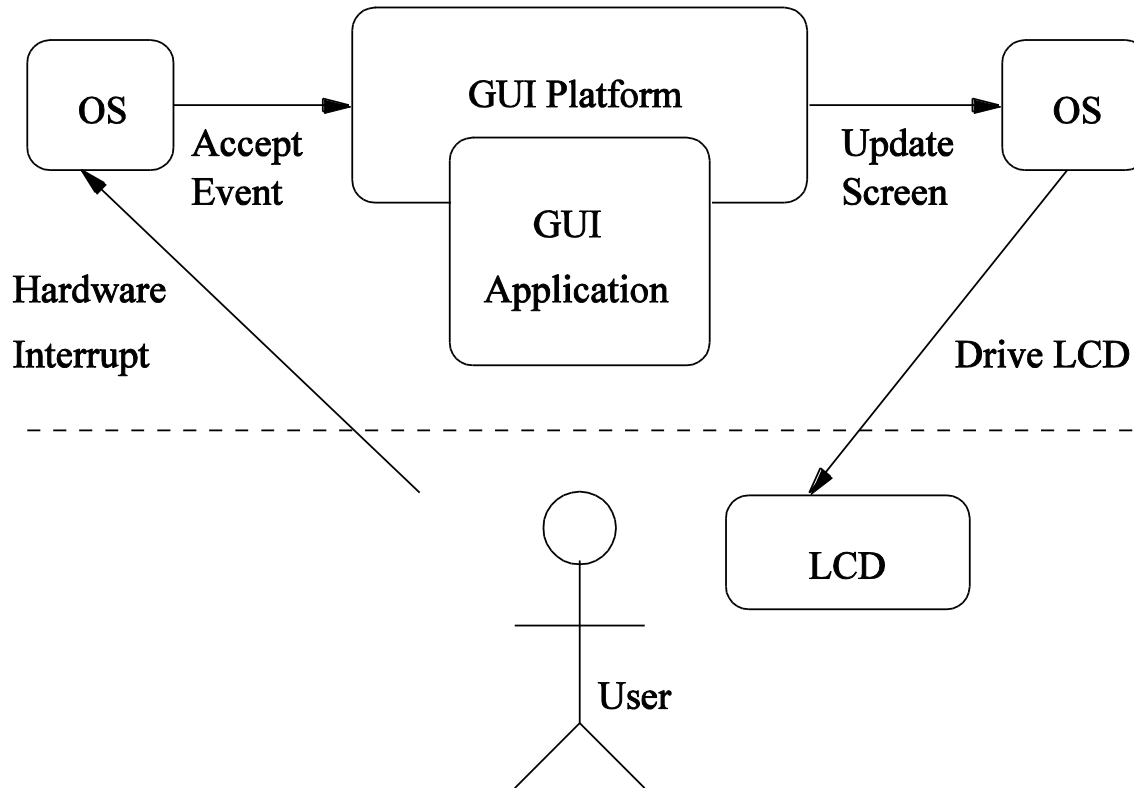 OS
GUI Platform
OS
Accept
Event
Update
Screen
GUI
Application
Hardware
Interrupt
Drive LCD
LCD
User